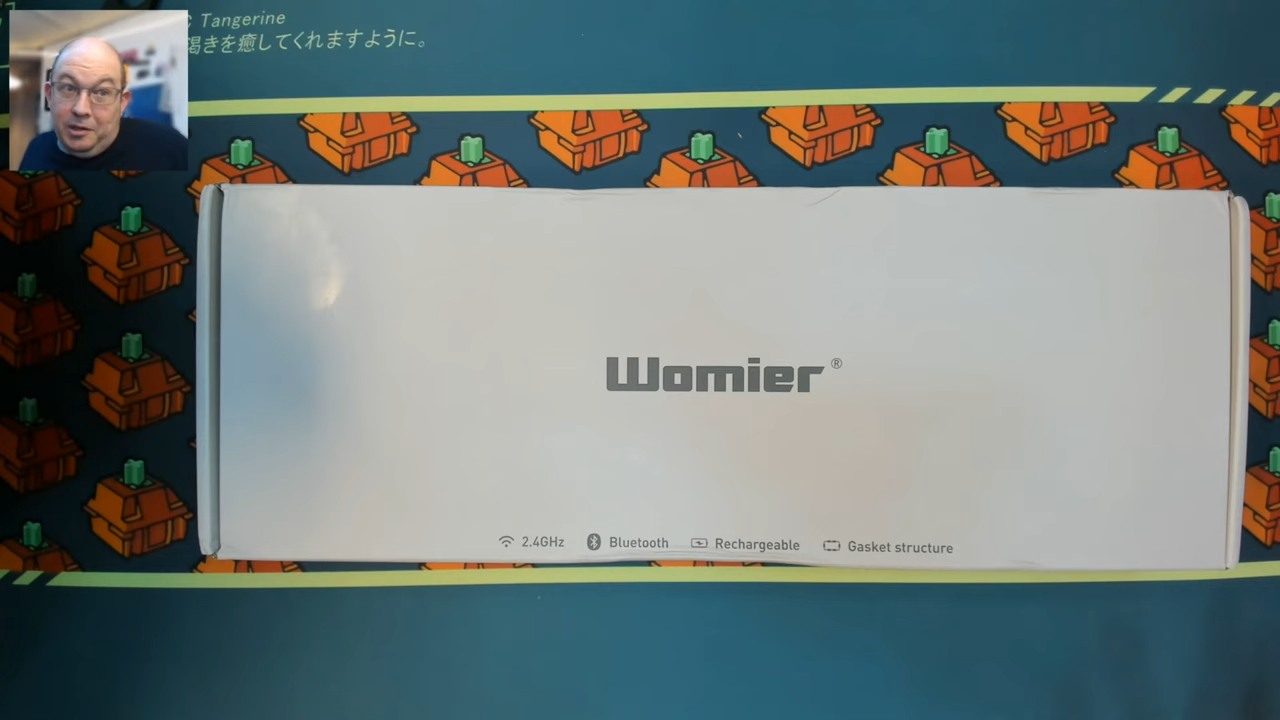 Tangerine
渇きを癒してくれますように。
Womier®
2.4GHz Bluetooth Rechargeable Gasket structure